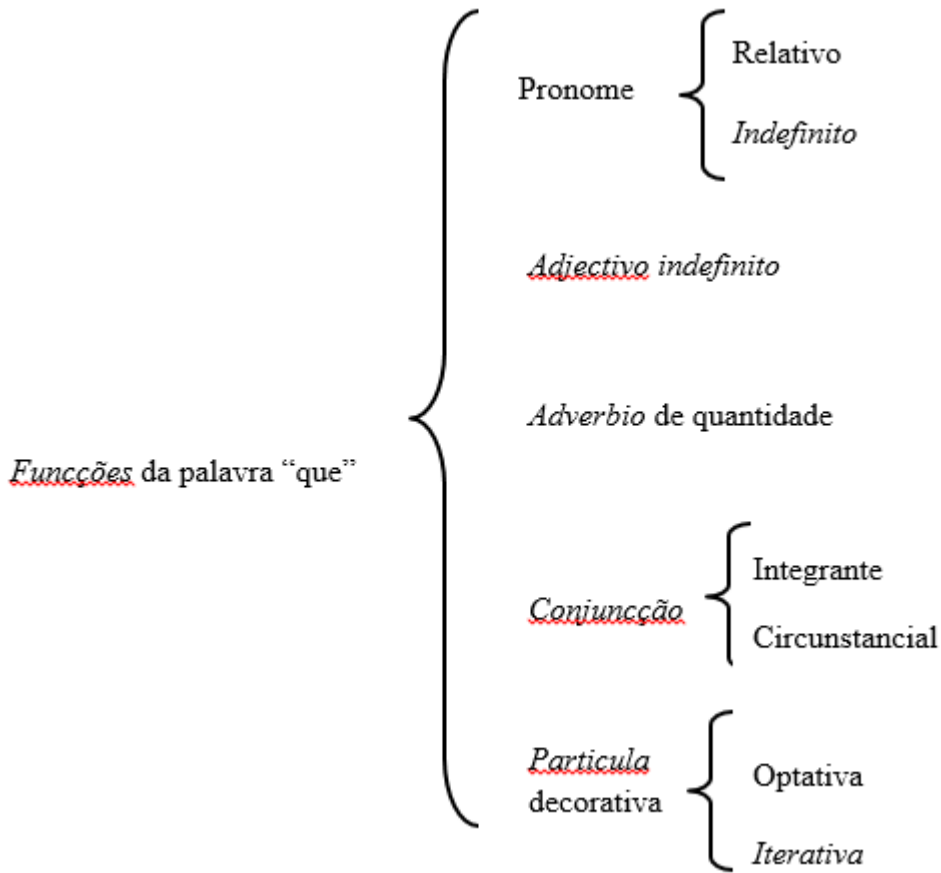 Relativo
Pronome
Indefinito
Adjectivo indefinito
Adverbio de quantidade
Funcções da palavra “que”
Integrante
Conjuncção
Circunstancial
Particula
decorativa
Optativa
Iterativa